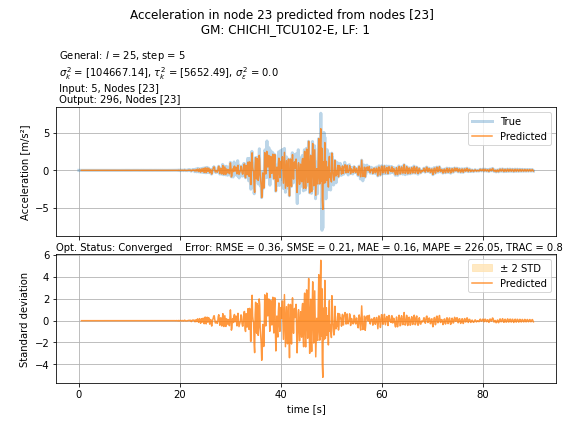 Acceleration in node 23 predicted from nodes [23]
GM: CHICHI_TCU102-E, LF: 1
General: l = 25, step = 5
σ²ₖ = [104667.14], τ²ₖ = [5652.49], σ²ε = 0.0
Input: 5, Nodes [23]
Output: 296, Nodes [23]
True
Predicted
Acceleration [m/s²]
5
0
−5
Opt. Status: Converged Error: RMSE = 0.36, SMSE = 0.21, MAE = 0.16, MAPE = 226.05, TRAC = 0.8
± 2 STD
Predicted
Standard deviation
6
4
2
0
−2
−4
0 20 40 60 80
time [s]